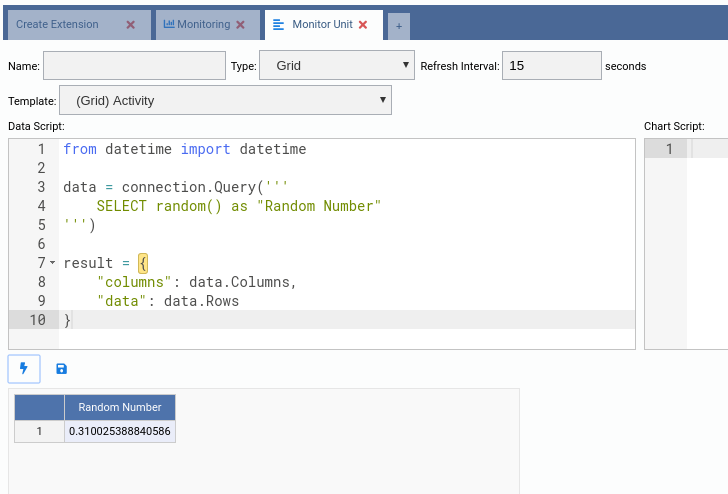 Create Extension Monitoring Monitor Unit +
Name: Type: Grid Refresh Interval: 15 seconds
Template: (Grid) Activity
Data Script: Chart Script:
1 from datetime import datetime 1
2
3 data = connection.Query('''
4 SELECT random() as "Random Number"
5 ''')
6
7 result = {
8 "columns": data.Columns,
9 "data": data.Rows
10 }
Random Number
1 0.310025388840586